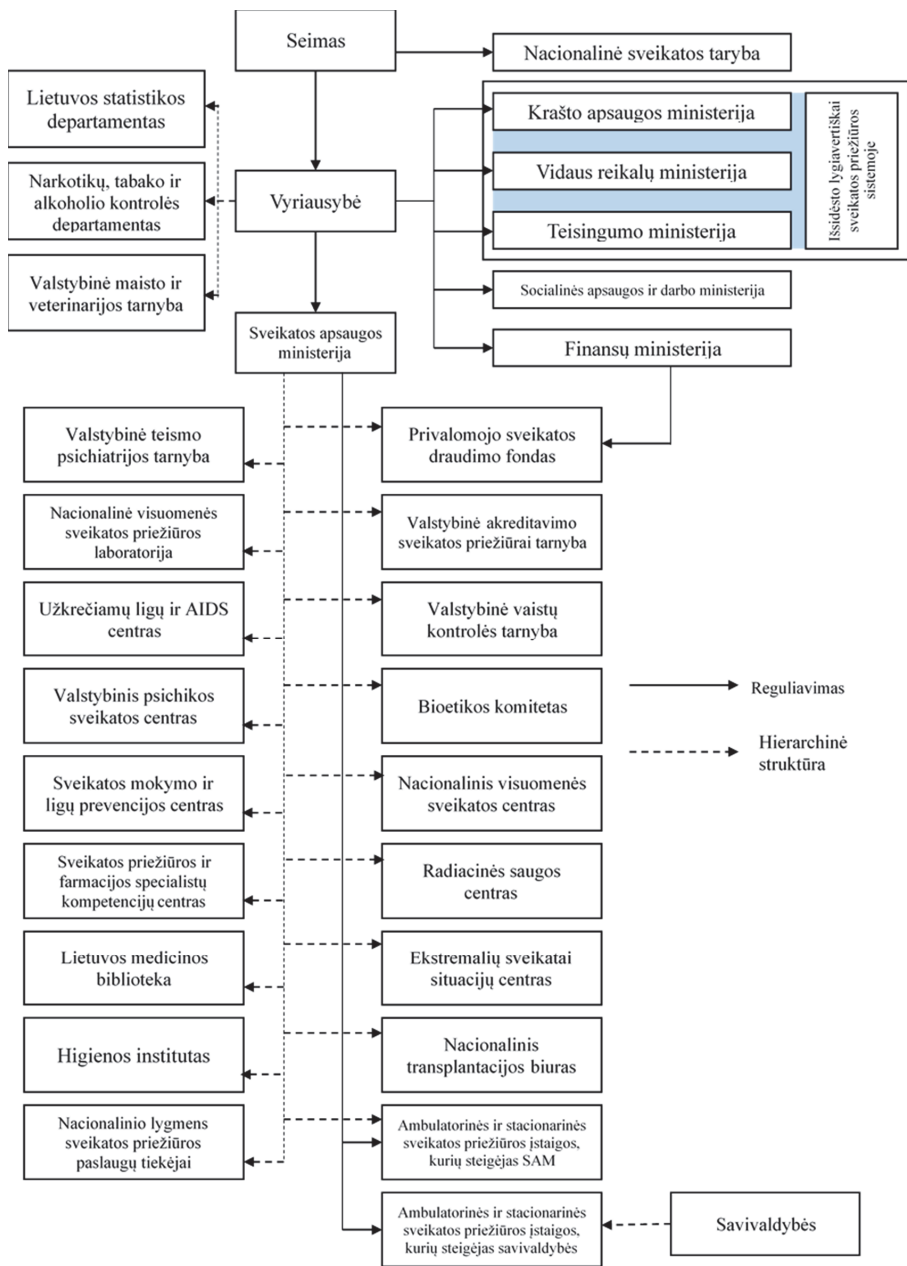 Seimas
Nacionalinė sveikatos taryba
Lietuvos statistikos
departamentas
Krašto apsaugos ministerija
Išsidėsto lygiavertiškai
sveikatos priežiūros
sistemoje
Narkotikų, tabako ir
alkoholio kontrolės
departamentas
Vyriausybė
Vidaus reikalų ministerija
Teisingumo ministerija
Valstybinė maisto ir
veterinarijos tarnyba
Socialinės apsaugos ir darbo ministerija
Sveikatos apsaugos
ministerija
Finansų ministerija
Valstybinė teismo
psichiatrijos tarnyba
Privalomojo sveikatos
draudimo fondas
Nacionalinė visuomenės
sveikatos priežiūros
laboratorija
Valstybinė akreditavimo
sveikatos priežiūrai tarnyba
Užkrečiamų ligų ir AIDS
centras
Valstybinė vaistų
kontrolės tarnyba
Valstybinis psichikos
sveikatos centras
Bioetikos komitetas
Reguliavimas
Hierarchinė
struktūra
Sveikatos mokymo ir
ligų prevencijos centras
Nacionalinis visuomenės
sveikatos centras
Sveikatos priežiūros ir
farmacijos specialistų
kompetencijų centras
Radiacinės saugos
centras
Lietuvos medicinos
biblioteka
Ekstremalių sveikatai
situacijų centras
Higienos institutas
Nacionalinis
transplantacijos biuras
Nacionalinio lygmens
sveikatos priežiūros
paslaugų tiekėjai
Ambulatorinės ir stacionarinės
sveikatos priežiūros įstaigos,
kurių steigėjas SAM
Ambulatorinės ir stacionarinės
sveikatos priežiūros įstaigos,
kurių steigėjas savivaldybės
Savivaldybės